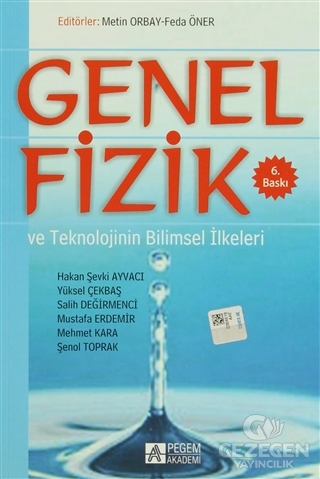 Editörler: Metin ORBAY-Feda ÖNER
GENEL
FİZİK
6.
Baskı
ve Teknolojinin Bilimsel İlkeleri
Hakan Şevki AYVACI
Yüksel ÇEKBAŞ
Salih DEĞİRMENCİ
Mustafa ERDEMİR
Mehmet KARA
Şenol TOPRAK
PEGEM
AKADEMİ
GEZEGEN
YAYINCILIK